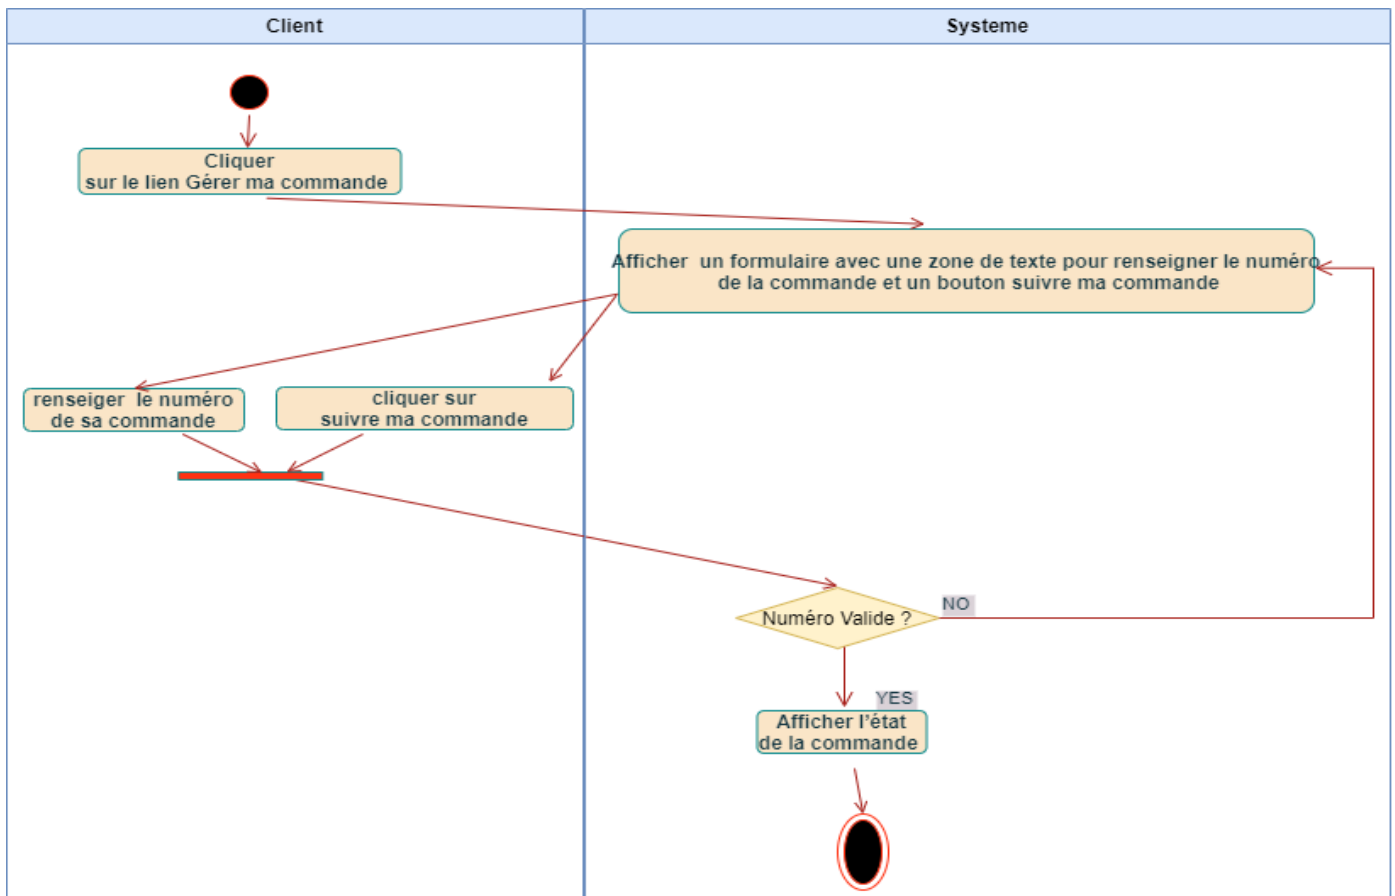 Client
Systeme
Cliquer
sur le lien Gérer ma commande
Afficher un formulaire avec une zone de texte pour renseigner le numéro
de la commande et un bouton suivre ma commande
renseiger le numéro
de sa commande
cliquer sur
suivre ma commande
Numéro Valide ?
NO
YES
Afficher l'état
de la commande